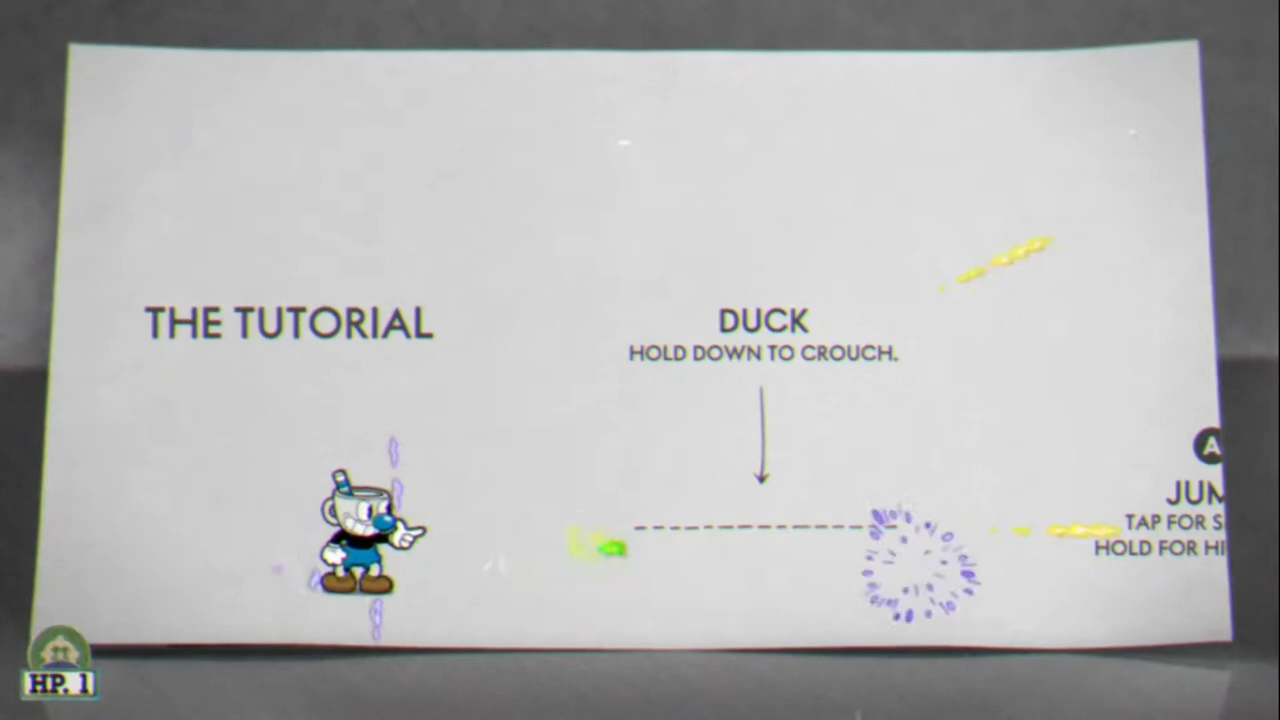 THE TUTORIAL
DUCK
HOLD DOWN TO CROUCH.
A
JUM
TAP FOR S
HOLD FOR HI
HP. 1